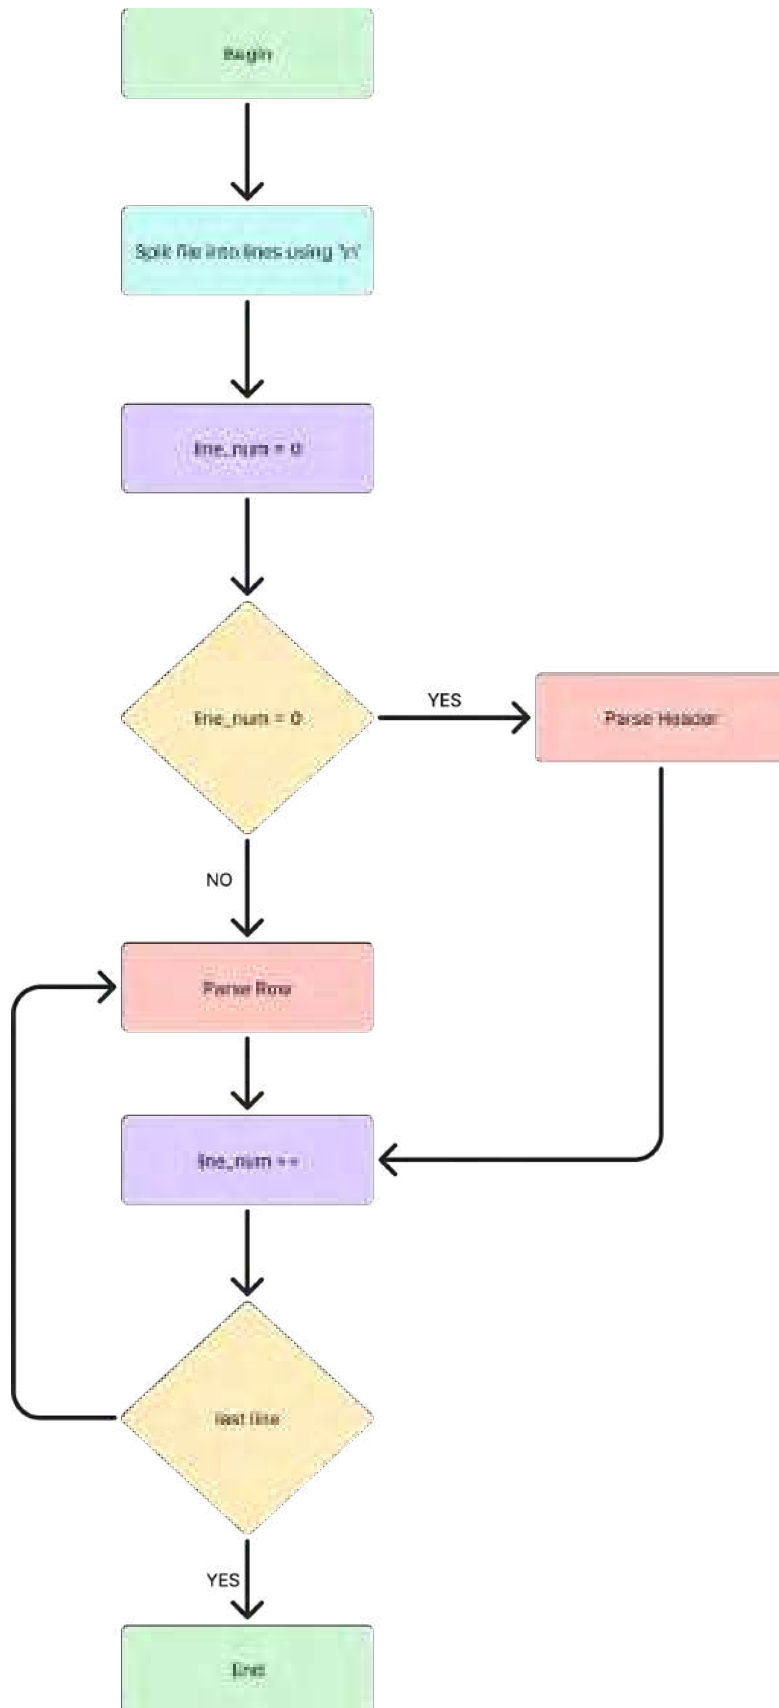 Begin
Split file into lines using '\n'
line_num = 0
line_num = 0
YES
Parse Header
NO
Parse Row
line_num ++
last line
YES
End